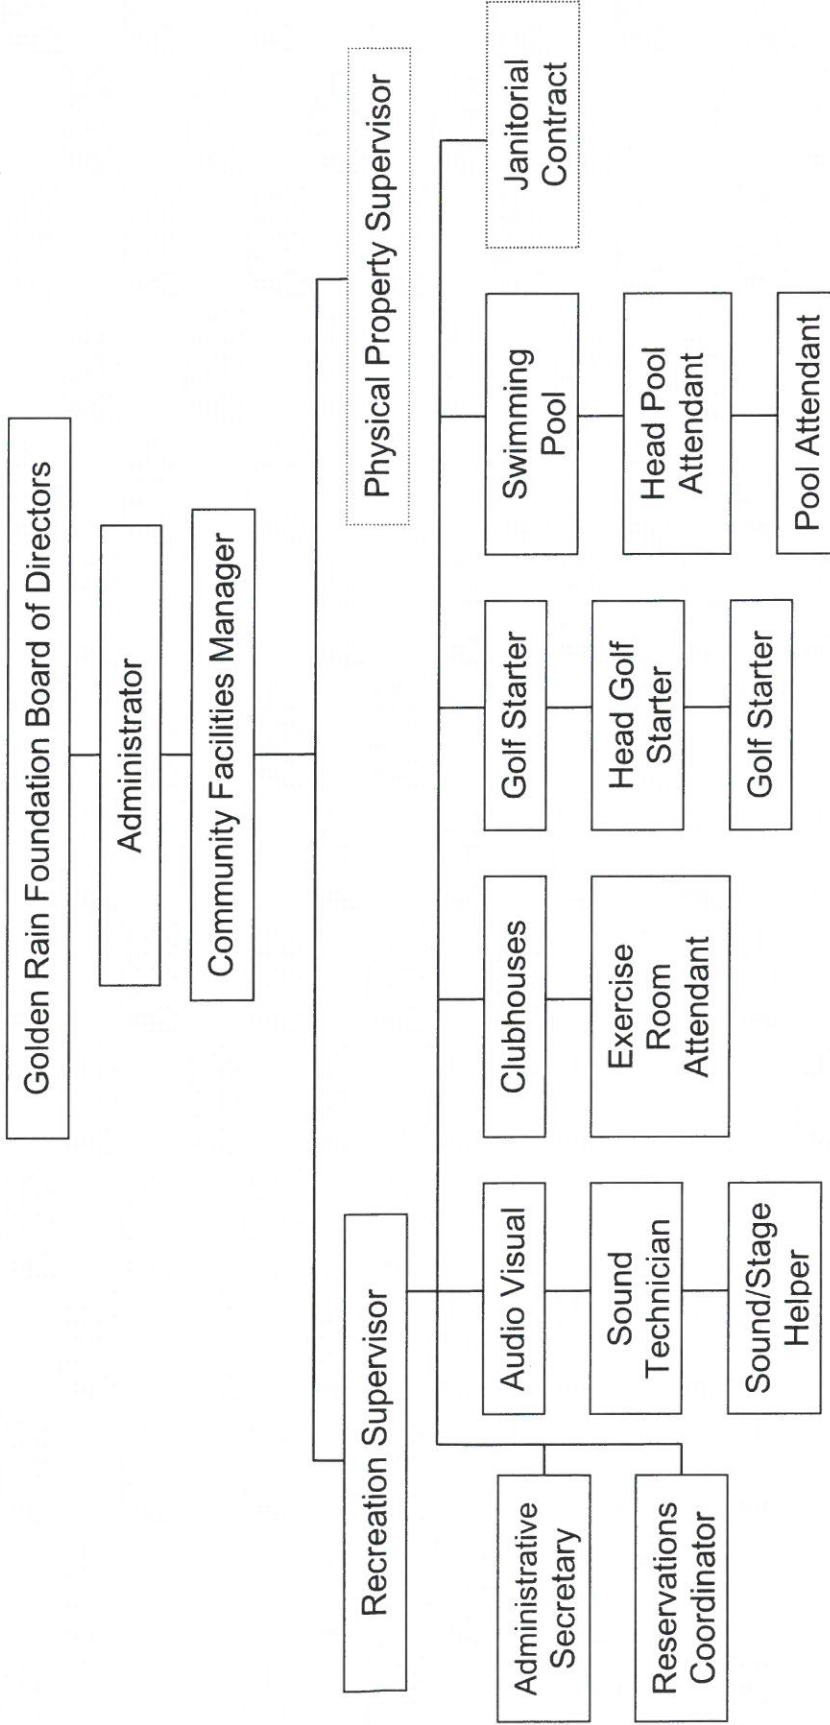 Golden Rain Foundation Board of Directors
Administrator
Community Facilities Manager
Recreation Supervisor
Physical Property Supervisor
Administrative
Secretary
Reservations
Coordinator
Audio Visual
Sound
Technician
Sound/Stage
Helper
Clubhouses
Exercise
Room
Attendant
Golf Starter
Head Golf
Starter
Golf Starter
Swimming
Pool
Head Pool
Attendant
Pool Attendant
Janitorial
Contract